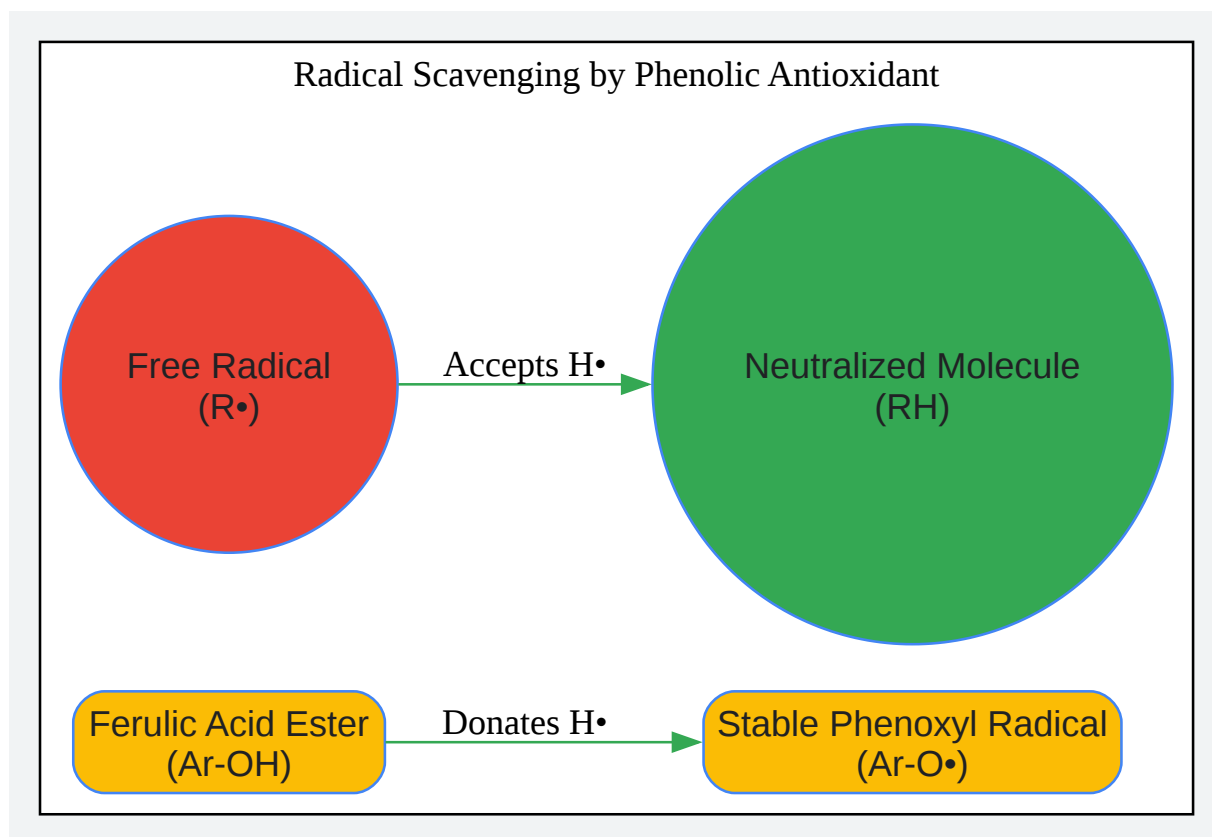 Radical Scavenging by Phenolic Antioxidant
Free Radical
(R•)
Accepts H•
Neutralized Molecule
(RH)
Ferulic Acid Ester
(Ar-OH)
Donates H•
Stable Phenoxyl Radical
(Ar-O•)